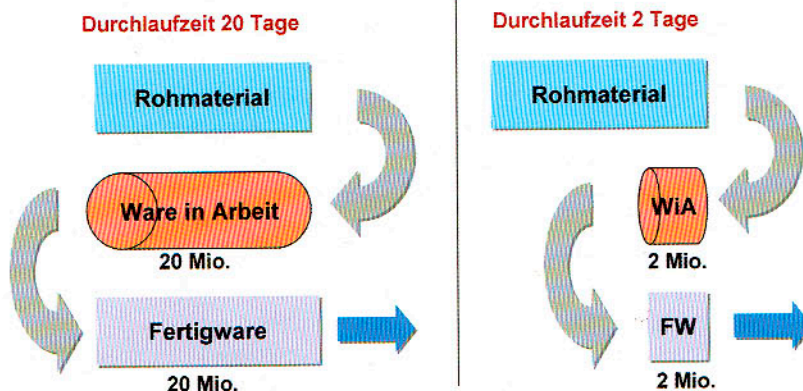 Durchlaufzeit 20 Tage
Rohmaterial
Ware in Arbeit
20 Mio.
Fertigware
20 Mio.
Durchlaufzeit 2 Tage
Rohmaterial
WiA
2 Mio.
FW
2 Mio.